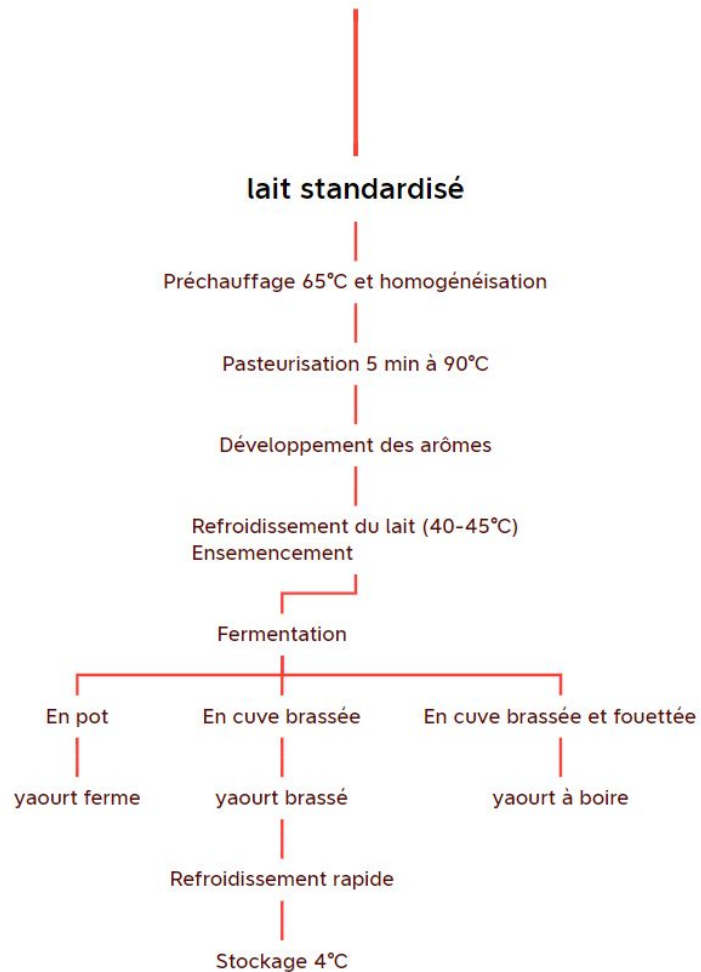 lait standardisé
Préchauffage 65°C et homogénéisation
Pasteurisation 5 min à 90°C
Développement des arômes
Refroidissement du lait (40-45°C)
Ensemencement
Fermentation
En pot
En cuve brassée
En cuve brassée et fouettée
yaourt ferme
yaourt brassé
yaourt à boire
Refroidissement rapide
Stockage 4°C